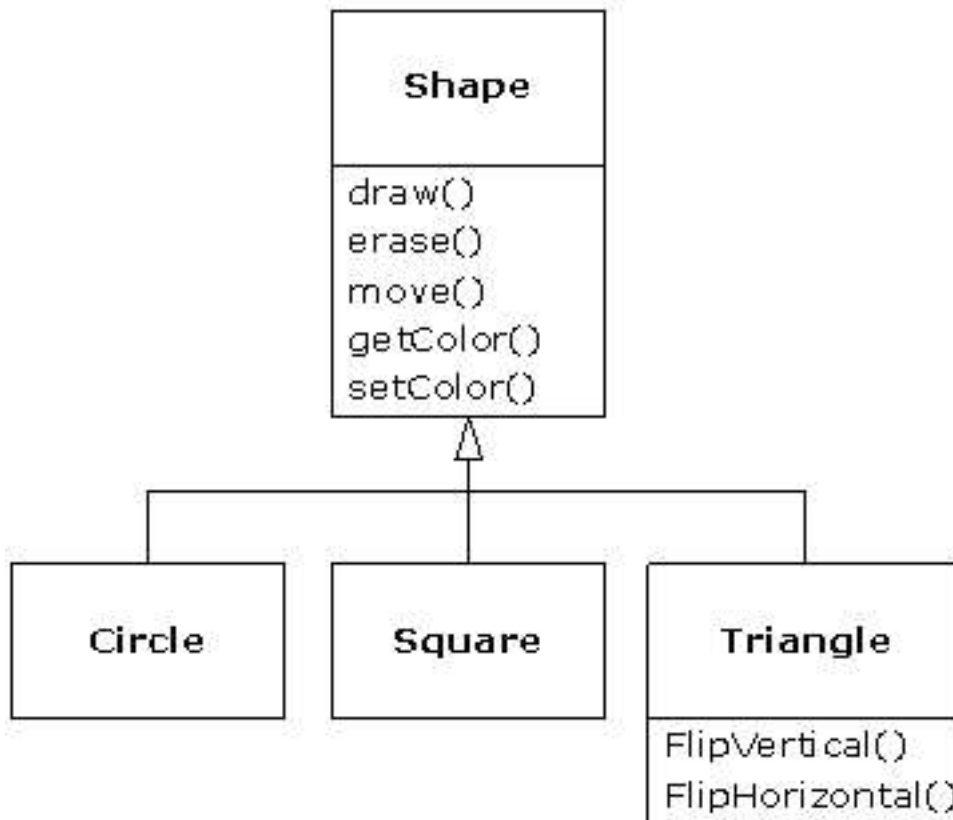 Shape
draw()
erase()
move()
getColor()
setColor()
Circle
Square
Triangle
FlipVertical()
FlipHorizontal()